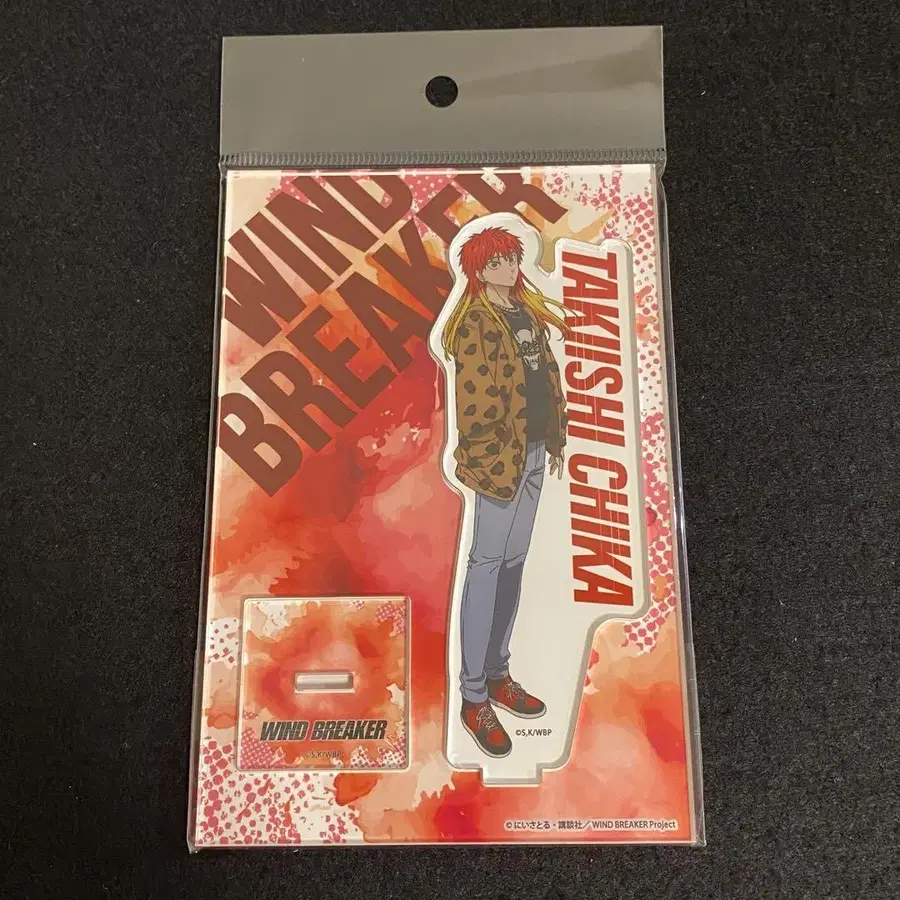 WIND
BREAKER
TAKIISHI CHIKA
©S,K/WBP
WIND BREAKER
©S,K/WBP
© にいさとる・講談社／WIND BREAKER Project